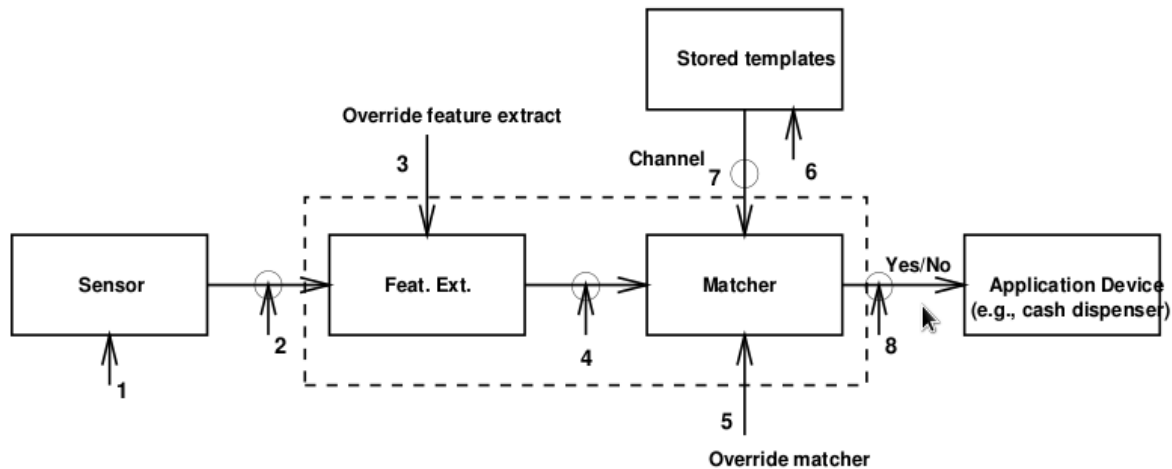 Stored templates
Override feature extract
3
Channel
7
6
Sensor
Feat. Ext.
Matcher
Yes/No
Application Device
(e.g., cash dispenser)
1
2
4
8
5
Override matcher